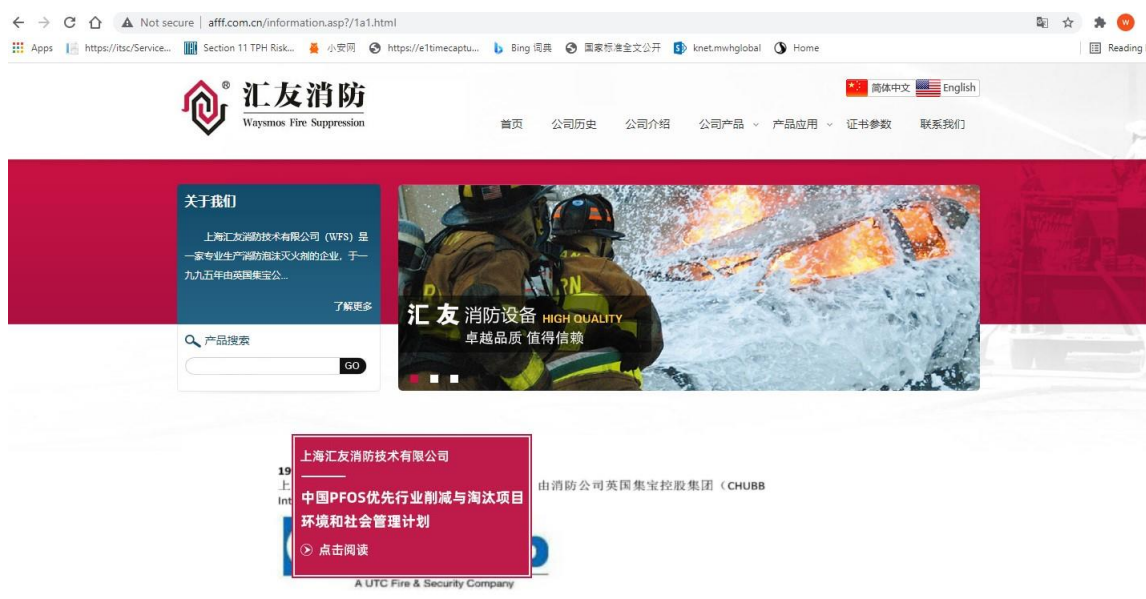 Not secure | afff.com.cn/information.asp?/1a1.html
Apps https://itsc/Service... Section 11 TPH Risk... 小安网 https://e1timecaptu... Bing 词典 国家标准全文公开 knet.mwhglobal Home Reading
汇友消防 ®
Waysmos Fire Suppression
简体中文 English
首页 公司历史 公司介绍 公司产品 产品应用 证书参数 联系我们
关于我们
上海汇友消防技术有限公司（WFS）是
一家专业生产消防泡沫灭火剂的企业，于一
九九五年由英国集宝公...
了解更多
产品搜索
GO
汇友 消防设备 HIGH QUALITY
卓越品质 值得信赖
上海汇友消防技术有限公司
中国PFOS优先行业削减与淘汰项目
环境和社会管理计划
点击阅读
19
上 由消防公司英国集宝控股集团（CHUBB
Int
A UTC Fire & Security Company